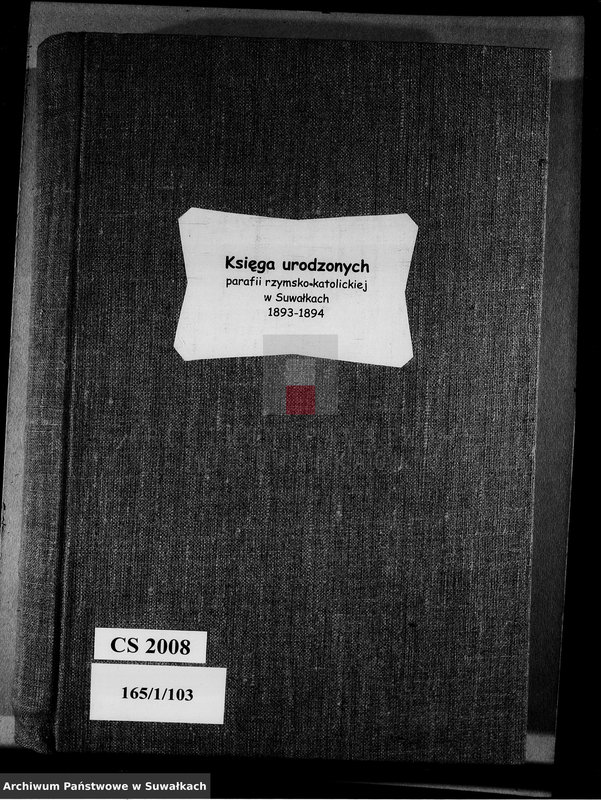 Księga urodzonych
parafii rzymsko-katolickiej
w Suwałkach
1893-1894
CS 2008
165/1/103
Archiwum Państwowe w Suwałkach